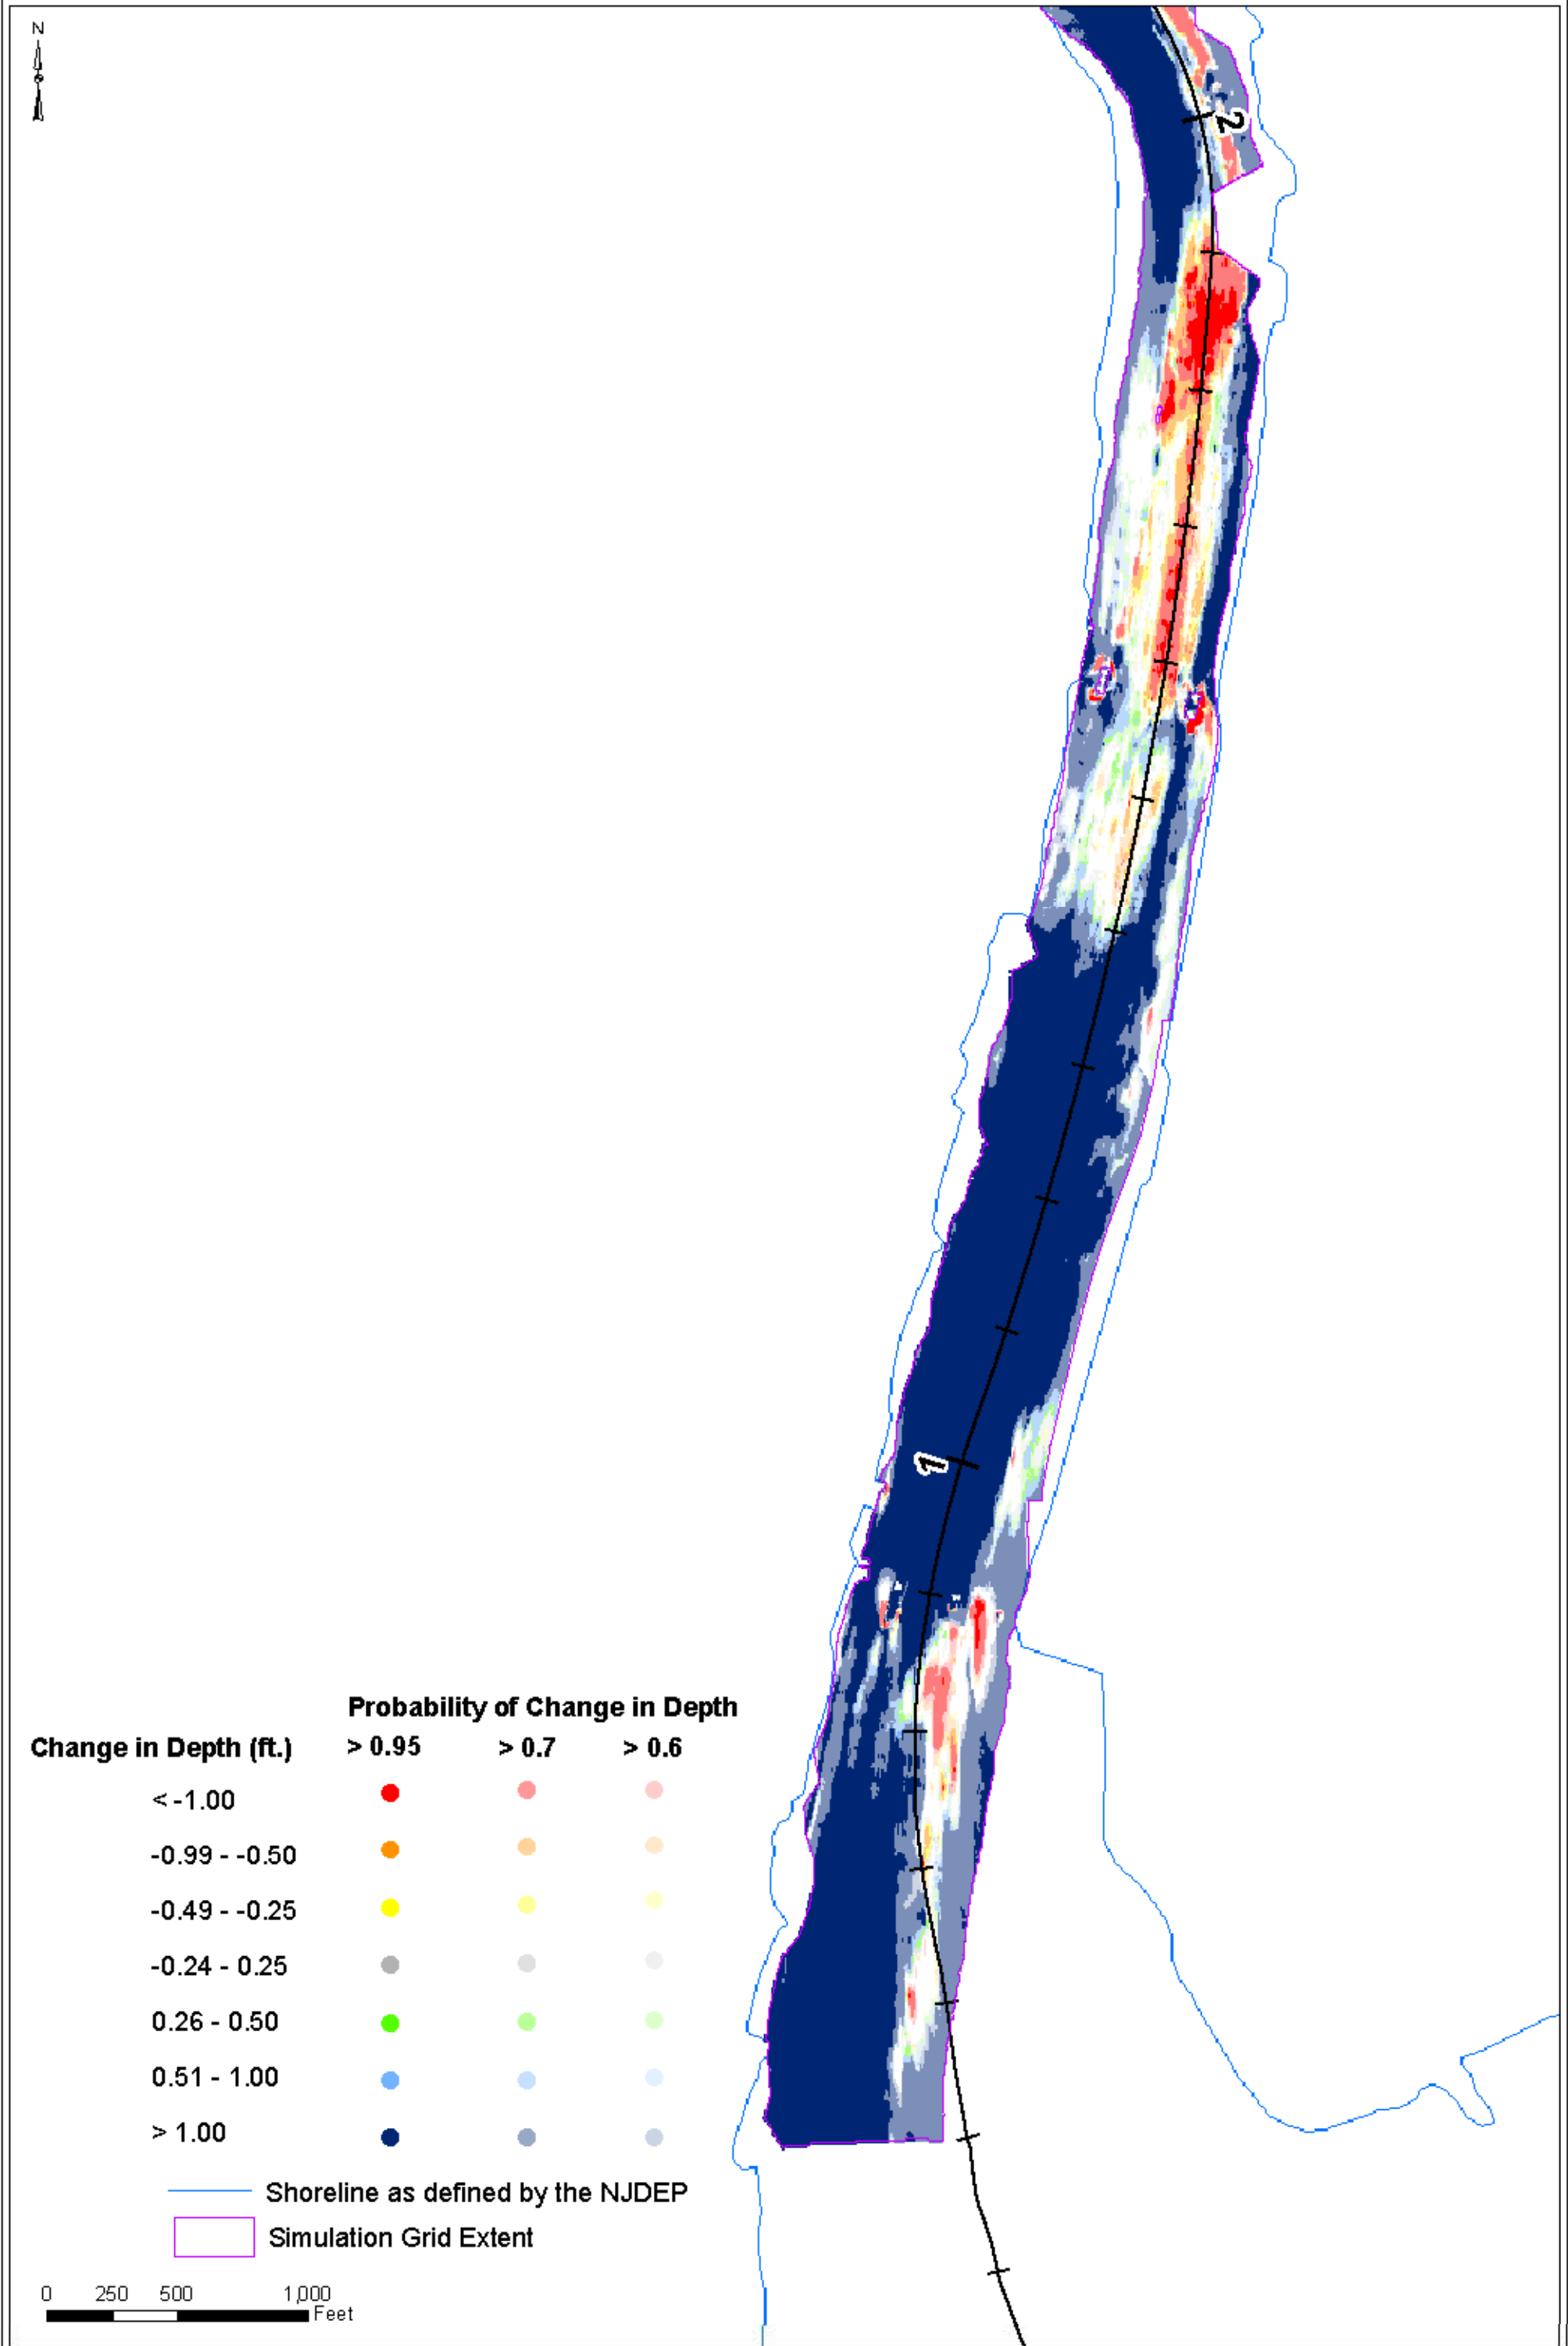 N
2
1
Probability of Change in Depth
Change in Depth (ft.) > 0.95 > 0.7 > 0.6
< -1.00
-0.99 - -0.50
-0.49 - -0.25
-0.24 - 0.25
0.26 - 0.50
0.51 - 1.00
> 1.00
Shoreline as defined by the NJDEP
Simulation Grid Extent
0 250 500 1,000
Feet